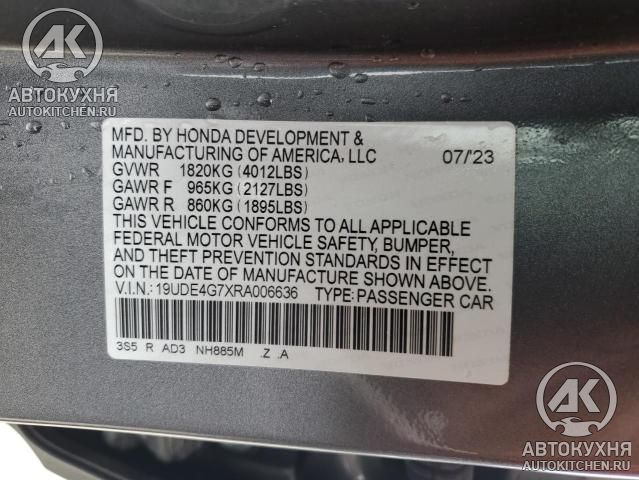 АК
АВТОКУХНЯ
AUTOKITCHEN.RU
MFD. BY HONDA DEVELOPMENT &
MANUFACTURING OF AMERICA, LLC 07/'23
GVWR 1820KG (4012LBS)
GAWR F 965KG (2127LBS)
GAWR R 860KG (1895LBS)
THIS VEHICLE CONFORMS TO ALL APPLICABLE
FEDERAL MOTOR VEHICLE SAFETY, BUMPER,
AND THEFT PREVENTION STANDARDS IN EFFECT
ON THE DATE OF MANUFACTURE SHOWN ABOVE.
V.I.N.: 19UDE4G7XRA006636 TYPE: PASSENGER CAR
3S5 R AD3 NH885M .Z .A
АК
АВТОКУХНЯ
AUTOKITCHEN.RU